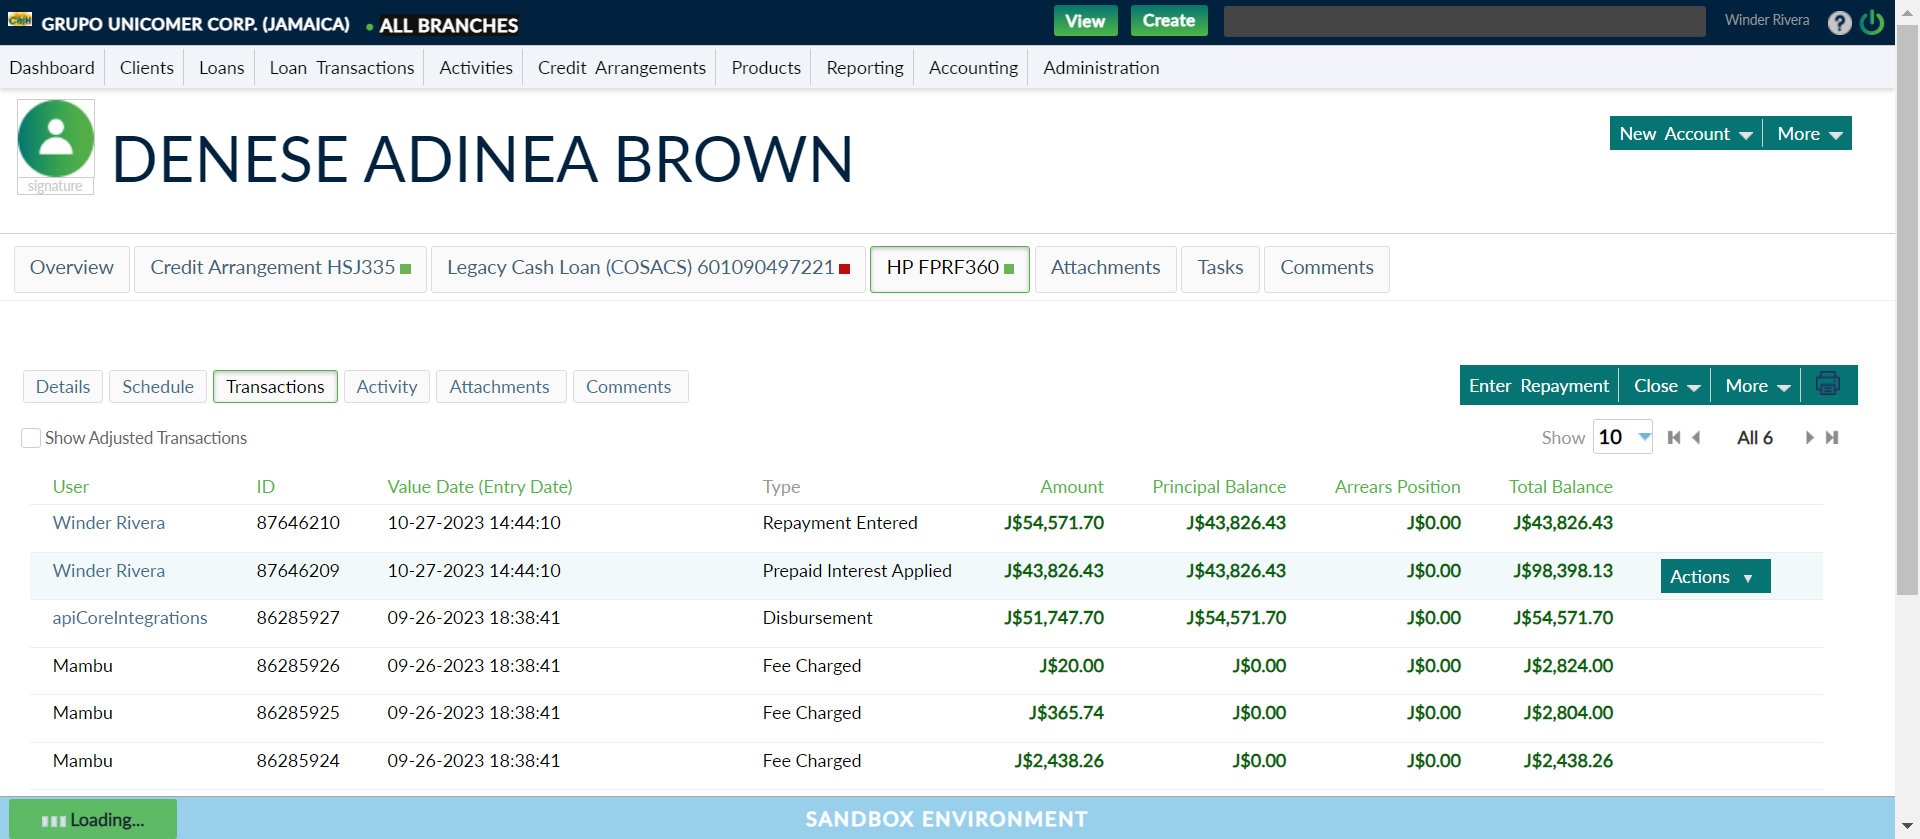 Cash GRUPO UNICOMER CORP. (JAMAICA) ● ALL BRANCHES View Create Winder Rivera ?
Dashboard Clients Loans Loan Transactions Activities Credit Arrangements Products Reporting Accounting Administration
DENESE ADINEA BROWN
New Account More
signature
Overview Credit Arrangement HSJ335 Legacy Cash Loan (COSACS) 601090497221 HP FPRF360 Attachments Tasks Comments
Details Schedule Transactions Activity Attachments Comments Enter Repayment Close More
Show Adjusted Transactions Show 10 All 6
User ID Value Date (Entry Date) Type Amount Principal Balance Arrears Position Total Balance
Winder Rivera 87646210 10-27-2023 14:44:10 Repayment Entered J$54,571.70 J$43,826.43 J$0.00 J$43,826.43
Winder Rivera 87646209 10-27-2023 14:44:10 Prepaid Interest Applied J$43,826.43 J$43,826.43 J$0.00 J$98,398.13 Actions ▼
apiCoreIntegrations 86285927 09-26-2023 18:38:41 Disbursement J$51,747.70 J$54,571.70 J$0.00 J$54,571.70
Mambu 86285926 09-26-2023 18:38:41 Fee Charged J$20.00 J$0.00 J$0.00 J$2,824.00
Mambu 86285925 09-26-2023 18:38:41 Fee Charged J$365.74 J$0.00 J$0.00 J$2,804.00
Mambu 86285924 09-26-2023 18:38:41 Fee Charged J$2,438.26 J$0.00 J$0.00 J$2,438.26
Loading... SANDBOX ENVIRONMENT